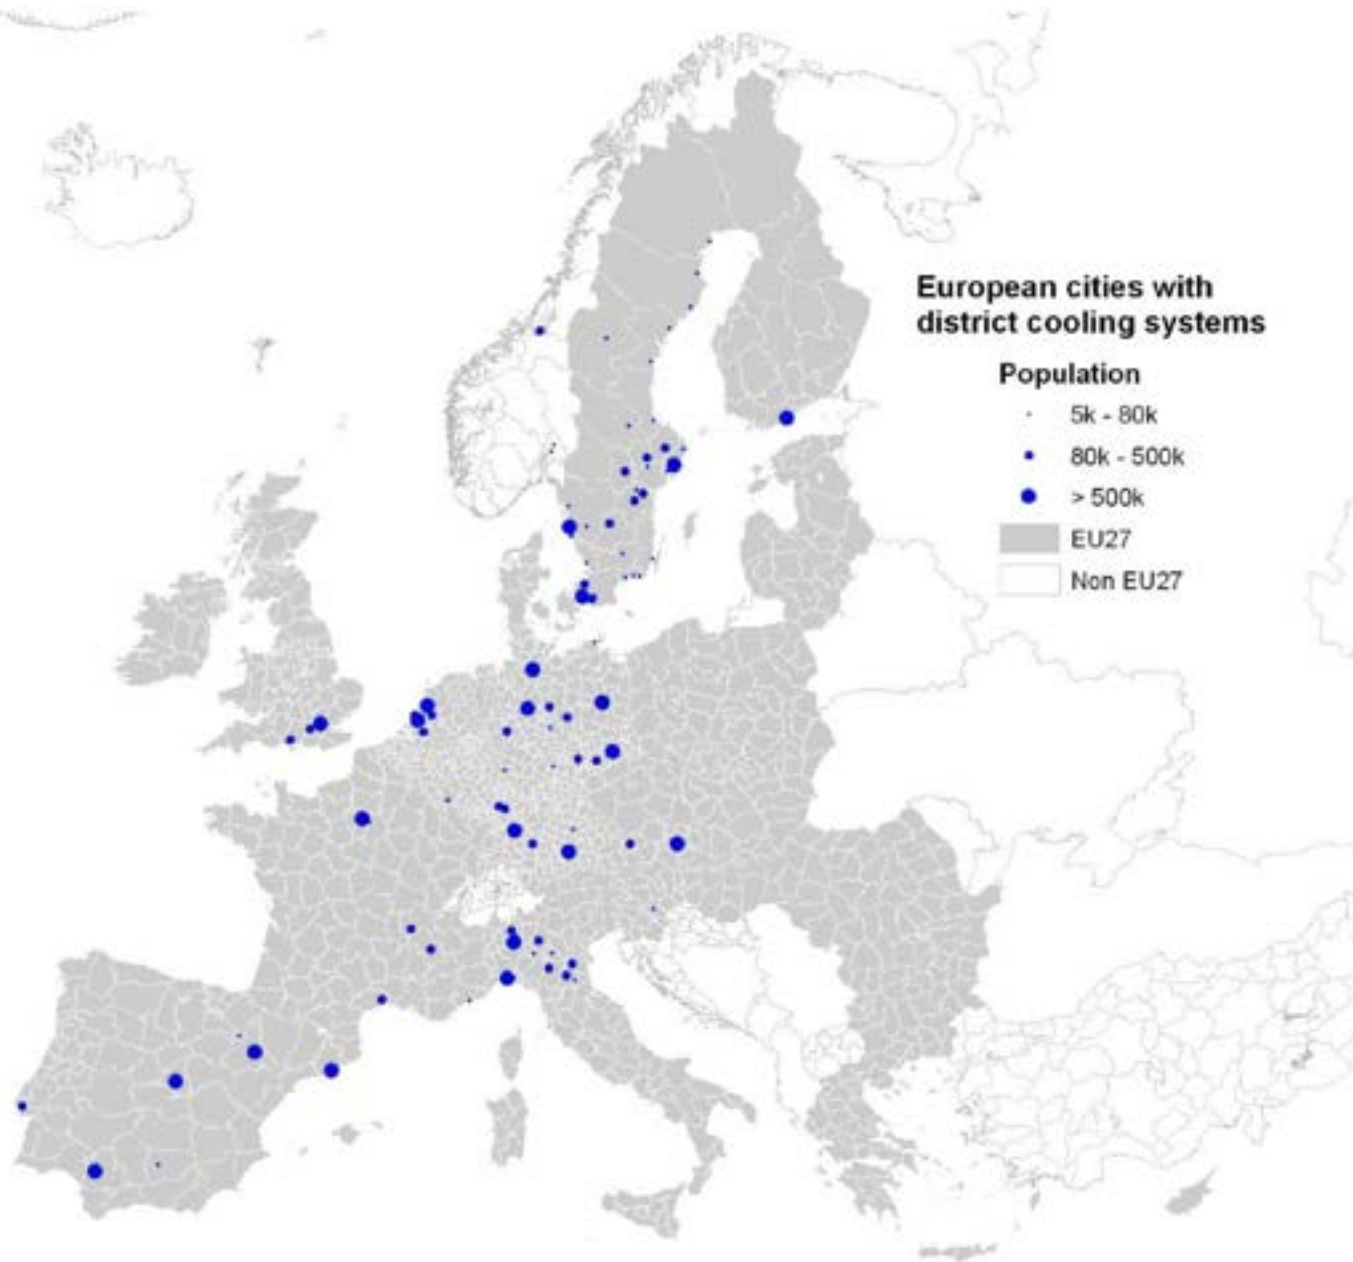 European cities with
district cooling systems
Population
5k - 80k
80k - 500k
> 500k
EU27
Non EU27